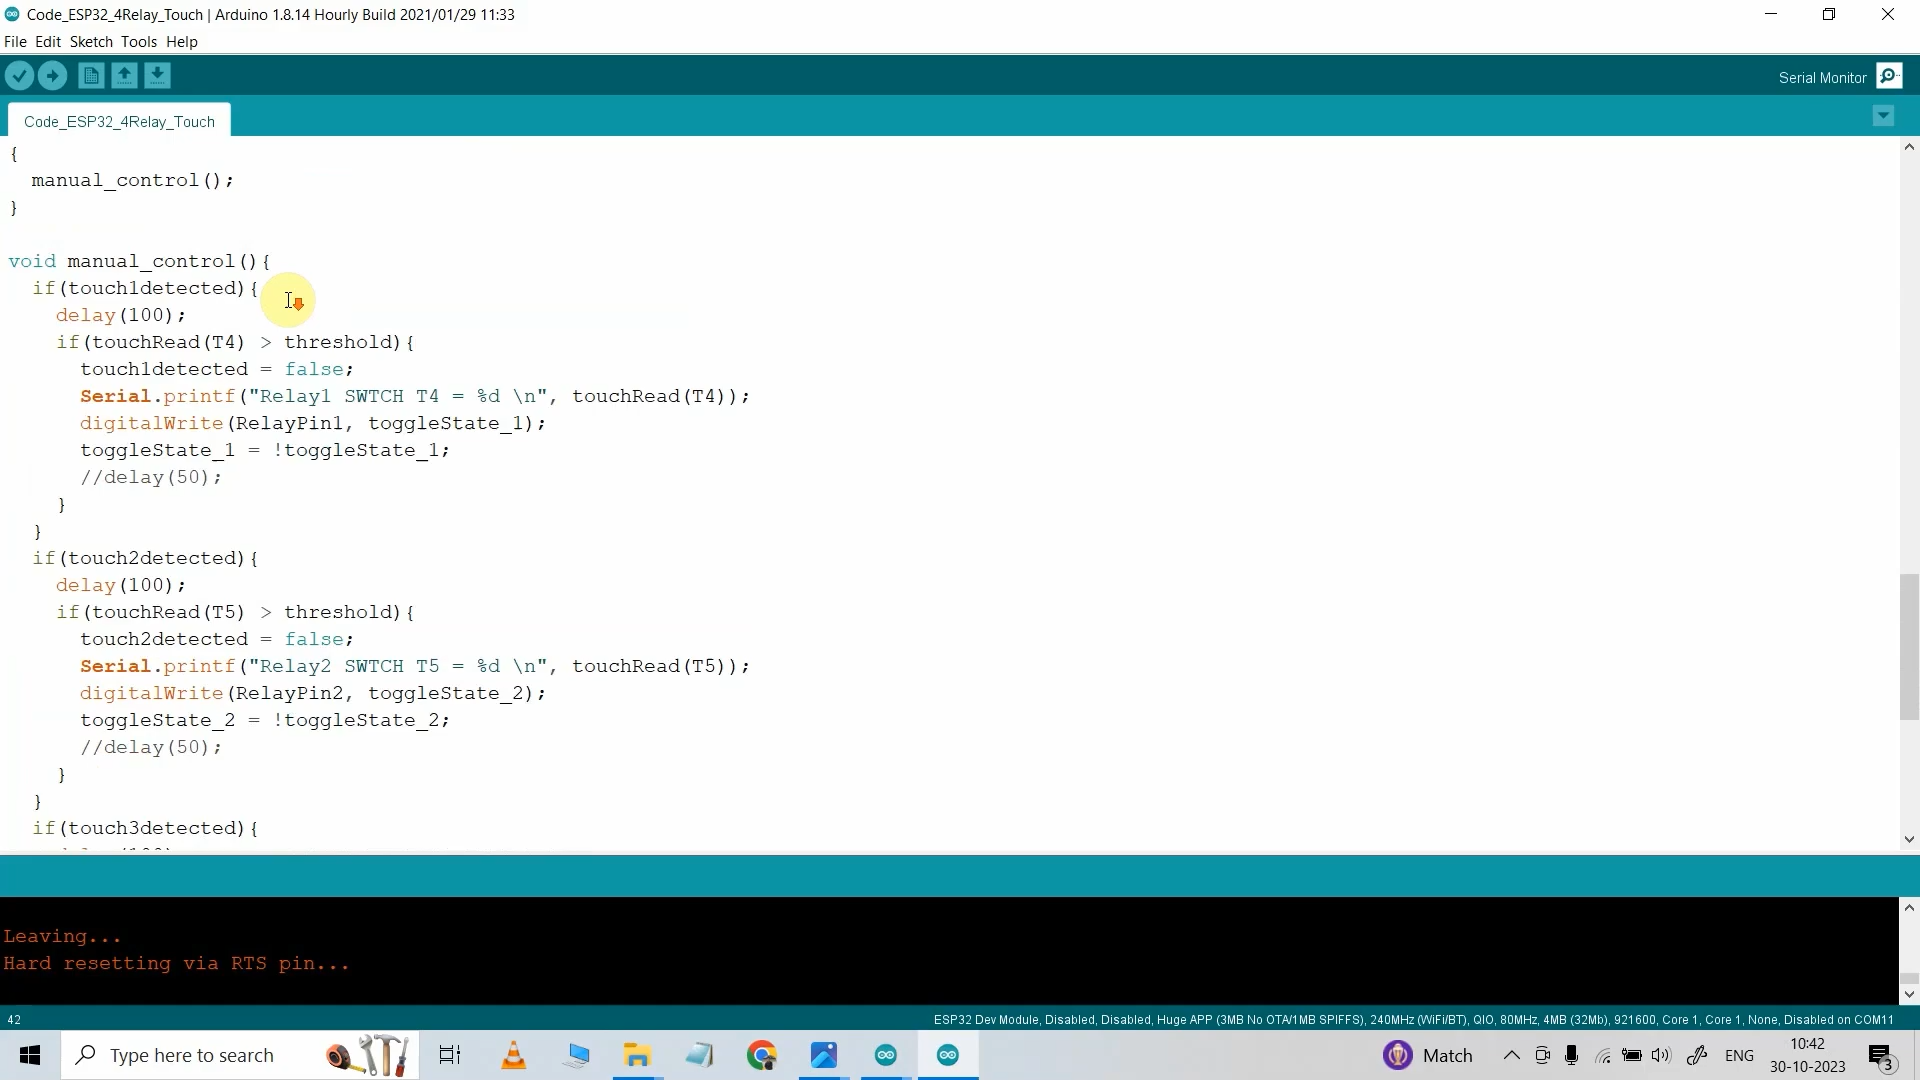 Code_ESP32_4Relay_Touch | Arduino 1.8.14 Hourly Build 2021/01/29 11:33
File Edit Sketch Tools Help
Serial Monitor
Code_ESP32_4Relay_Touch
{
  manual_control();
}
void manual_control(){
  if(touch1detected){
    delay(100);
    if(touchRead(T4) > threshold){
      touch1detected = false;
      Serial.printf("Relay1 SWTCH T4 = %d \n", touchRead(T4));
      digitalWrite(RelayPin1, toggleState_1);
      toggleState_1 = !toggleState_1;
      //delay(50);
    }
  }
  if(touch2detected){
    delay(100);
    if(touchRead(T5) > threshold){
      touch2detected = false;
      Serial.printf("Relay2 SWTCH T5 = %d \n", touchRead(T5));
      digitalWrite(RelayPin2, toggleState_2);
      toggleState_2 = !toggleState_2;
      //delay(50);
    }
  }
  if(touch3detected){
Leaving...
Hard resetting via RTS pin...
42
ESP32 Dev Module, Disabled, Disabled, Huge APP (3MB No OTA/1MB SPIFFS), 240MHz (WiFi/BT), QIO, 80MHz, 4MB (32Mb), 921600, Core 1, Core 1, None, Disabled on COM11
Type here to search
Match
ENG
10:42
30-10-2023
3